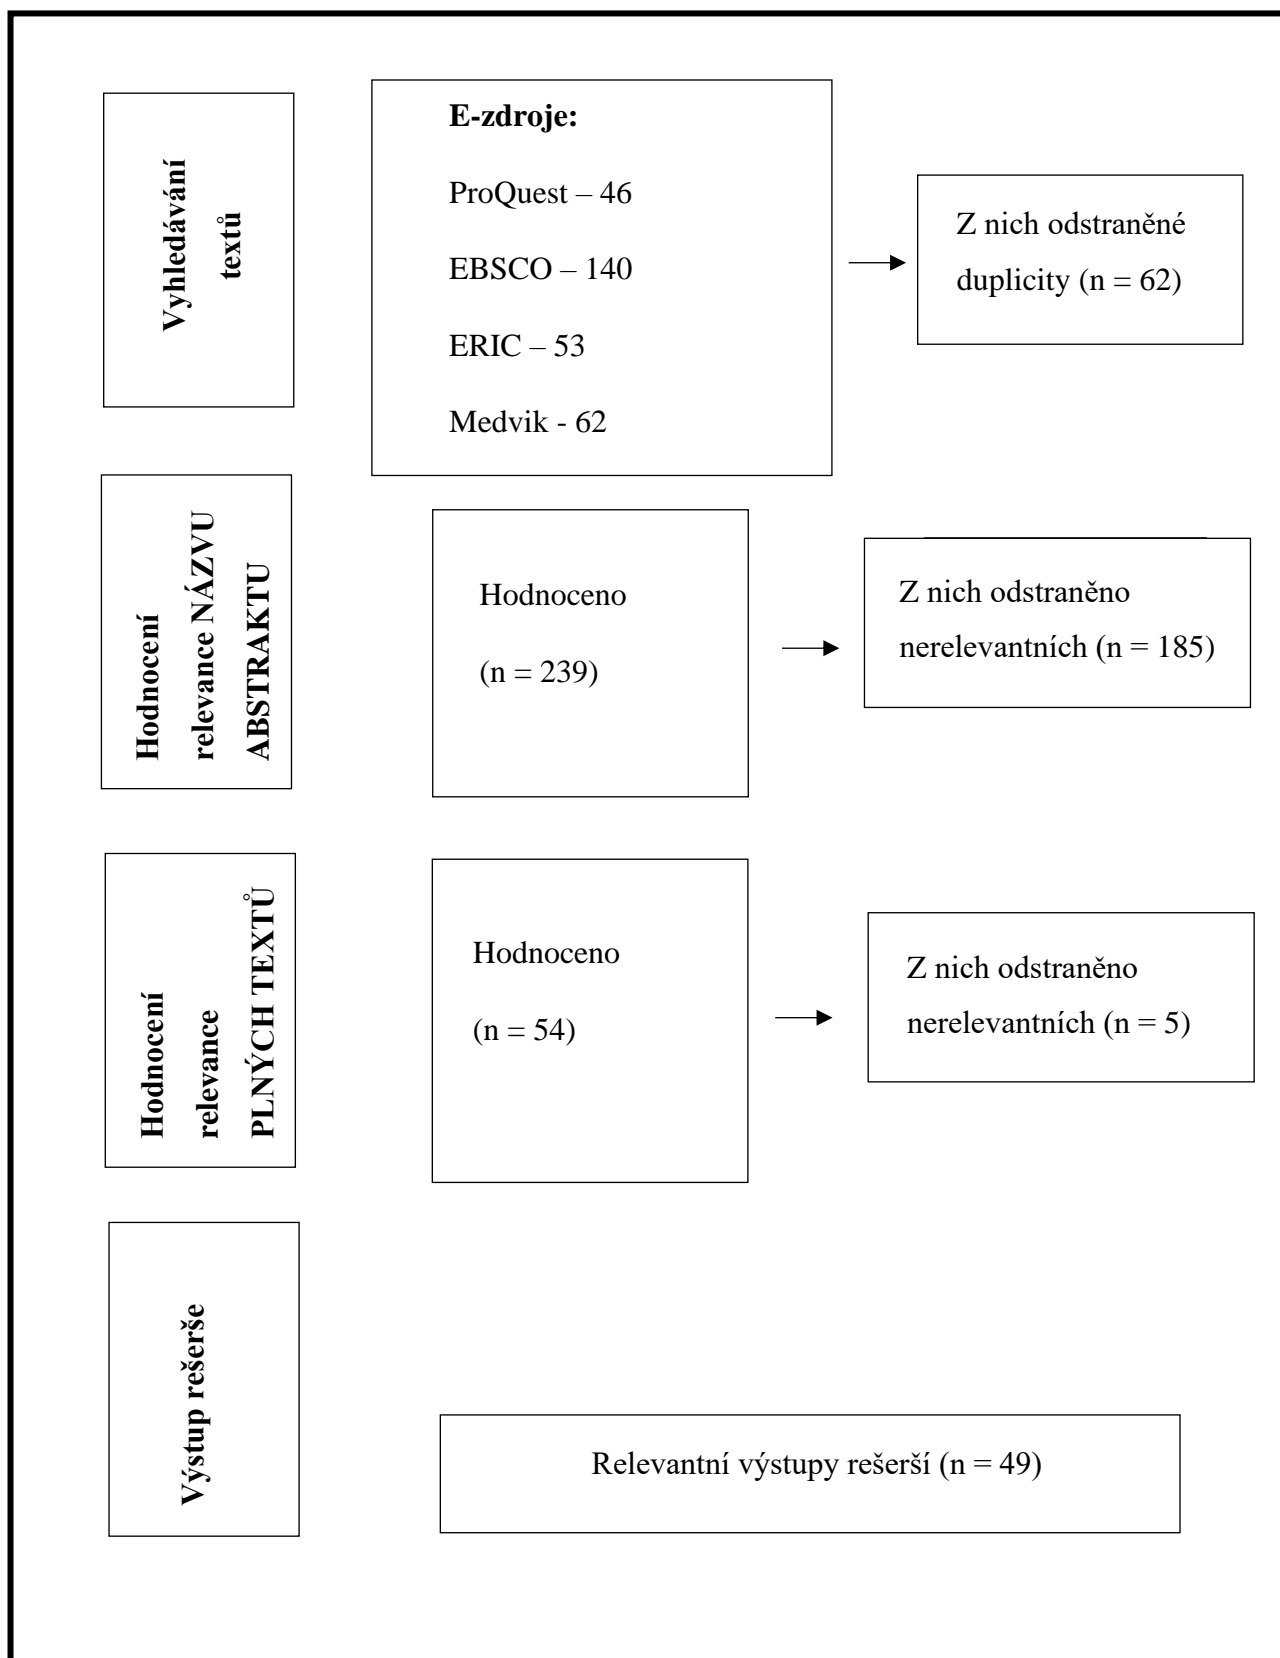 Vyhledávání
textů
E-zdroje:
ProQuest – 46
EBSCO – 140
ERIC – 53
Medvik - 62
Z nich odstraněné
duplicity (n = 62)
Hodnocení
relevance NÁZVU
ABSTRAKTU
Hodnoceno
(n = 239)
Z nich odstraněno
nerelevantních (n = 185)
Hodnocení
relevance
PLNÝCH TEXTŮ
Hodnoceno
(n = 54)
Z nich odstraněno
nerelevantních (n = 5)
Výstup rešerše
Relevantní výstupy rešerší (n = 49)